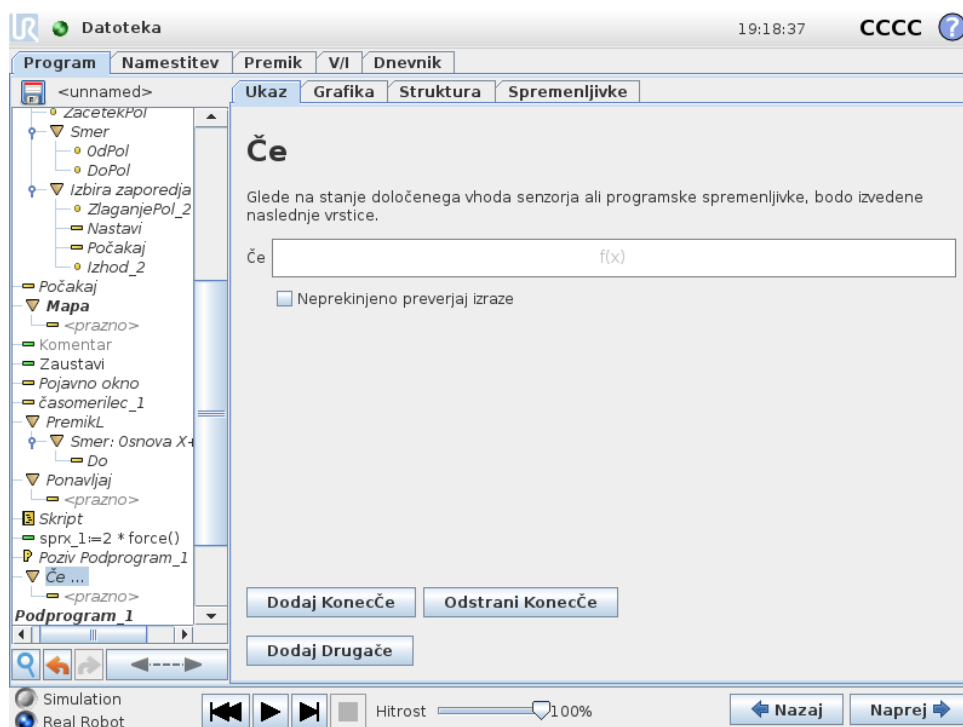 UR Datoteka 19:18:37 CCCC ?
Program Namestitev Premik V/I Dnevnik
<unnamed>
Ukaz Grafika Struktura Spremenljivke
ZacetekPol
Smer
OdPol
DoPol
Izbira zaporedja
ZlaganjePol_2
Nastavi
Počakaj
Izhod_2
Počakaj
Mapa
<prazno>
Komentar
Zaustavi
Pojavno okno
časomerilec_1
PremikL
Smer: Osnova X+
Do
Ponavljaj
<prazno>
Skript
sprx_1:=2 * force()
P Poziv Podprogram_1
Če ...
<prazno>
Podprogram_1
Če
Glede na stanje določenega vhoda senzorja ali programske spremenljivke, bodo izvedene
naslednje vrstice.
Če f(x)
Neprekinjeno preverjaj izraze
Dodaj KonecČe Odstrani KonecČe
Dodaj Drugače
Simulation
Real Robot
Hitrost 100%
Nazaj Naprej